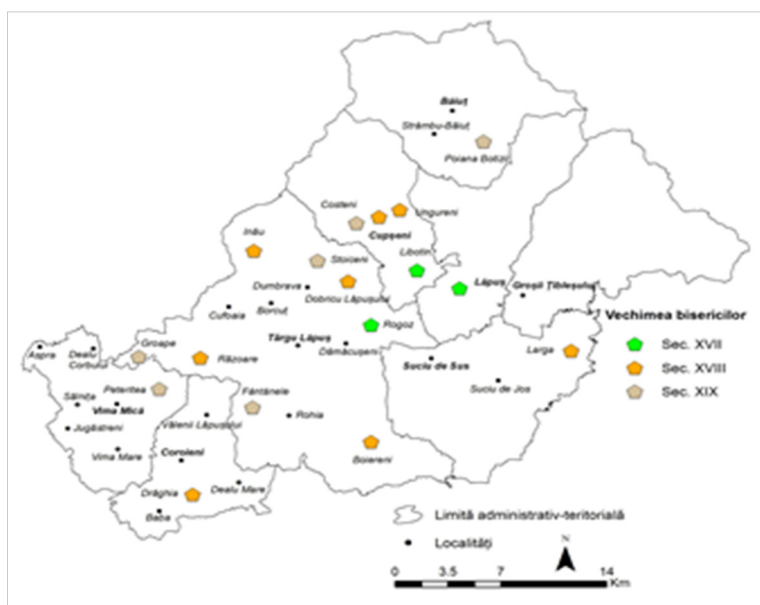 Băiuț
Strâmbu-Băiuț
Poiana Botizii
Costeni
Ungureni
Cupșeni
Inău
Stoiceni
Libotin
Dumbrava
Lăpuș
Groșii Țibleșului
Dobricu Lăpușului
Borcut
Cufoaia
Vechimea bisericilor
Rogoz
Sec. XVII
Groape
Târgu Lăpuș
Aspra
Dealu Corbului
Răzoare
Dămăcușeni
Larga
Sec. XVIII
Suciu de Sus
Peteritea
Fântânele
Suciu de Jos
Sec. XIX
Sălnița
Vima Mică
Vălenii Lăpușului
Rohia
Jugăstreni
Vima Mare
Coroieni
Boiereni
Drăghia
Dealu Mare
Baba
Limită administrativ-teritorială
Localități
N
0 3.5 7 14
Km